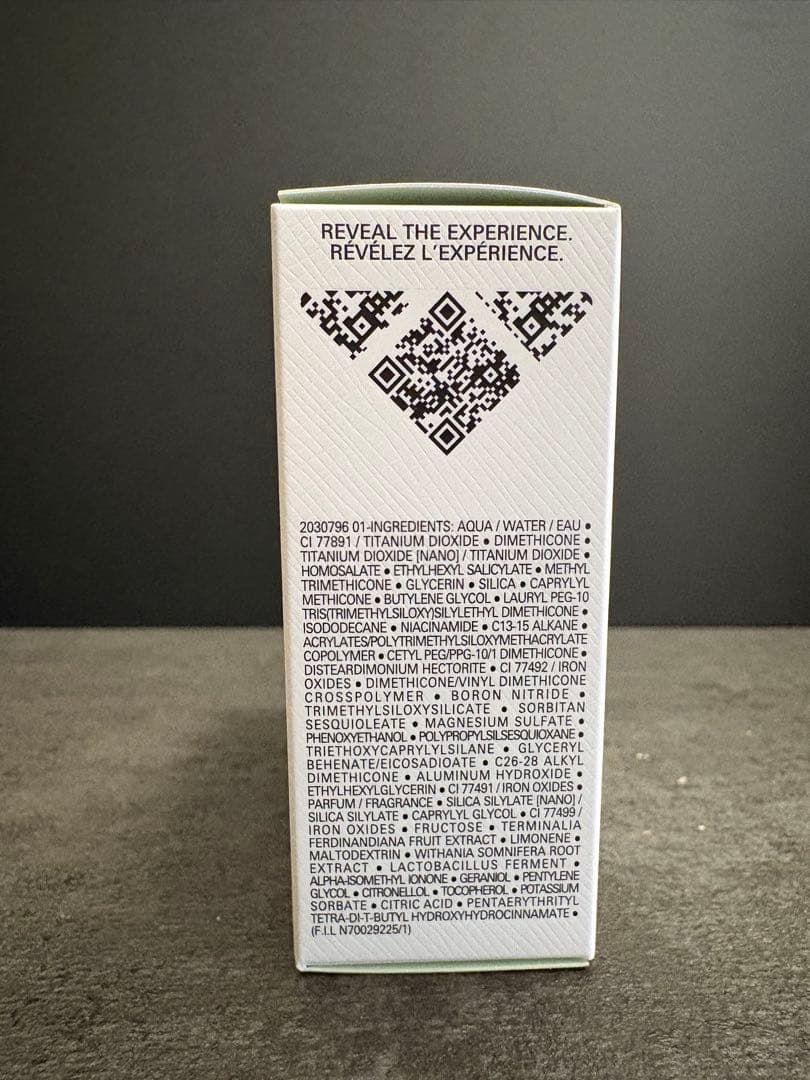 REVEAL THE EXPERIENCE.
RÉVÉLEZ L'EXPÉRIENCE.
2030796 01-INGREDIENTS: AQUA / WATER / EAU •
CI 77891 / TITANIUM DIOXIDE • DIMETHICONE •
TITANIUM DIOXIDE [NANO] / TITANIUM DIOXIDE •
HOMOSALATE • ETHYLHEXYL SALICYLATE • METHYL
TRIMETHICONE • GLYCERIN • SILICA • CAPRYLYL
METHICONE • BUTYLENE GLYCOL • LAURYL PEG-10
TRIS(TRIMETHYLSILOXY)SILYLETHYL DIMETHICONE •
ISODODECANE • NIACINAMIDE • C13-15 ALKANE •
ACRYLATES/POLYTRIMETHYLSILOXYMETHACRYLATE
COPOLYMER • CETYL PEG/PPG-10/1 DIMETHICONE •
DISTEARDIMONIUM HECTORITE • CI 77492 / IRON
OXIDES • DIMETHICONE/VINYL DIMETHICONE
CROSSPOLYMER • BORON NITRIDE •
TRIMETHYLSILOXYSILICATE • SORBITAN
SESQUIOLEATE • MAGNESIUM SULFATE •
PHENOXYETHANOL • POLYPROPYLSILSESQUIOXANE •
TRIETHOXYCAPRYLYLSILANE • GLYCERYL
BEHENATE/EICOSADIOATE • C26-28 ALKYL
DIMETHICONE • ALUMINUM HYDROXIDE •
ETHYLHEXYLGLYCERIN • CI 77491 / IRON OXIDES •
PARFUM / FRAGRANCE • SILICA SILYLATE [NANO] /
SILICA SILYLATE • CAPRYLYL GLYCOL • CI 77499 /
IRON OXIDES • FRUCTOSE • TERMINALIA
FERDINANDIANA FRUIT EXTRACT • LIMONENE •
MALTODEXTRIN • WITHANIA SOMNIFERA ROOT
EXTRACT • LACTOBACILLUS FERMENT •
ALPHA-ISOMETHYL IONONE • GERANIOL • PENTYLENE
GLYCOL • CITRONELLOL • TOCOPHEROL • POTASSIUM
SORBATE • CITRIC ACID • PENTAERYTHRITYL
TETRA-DI-T-BUTYL HYDROXYHYDROCINNAMATE •
(F.I.L N70029225/1)